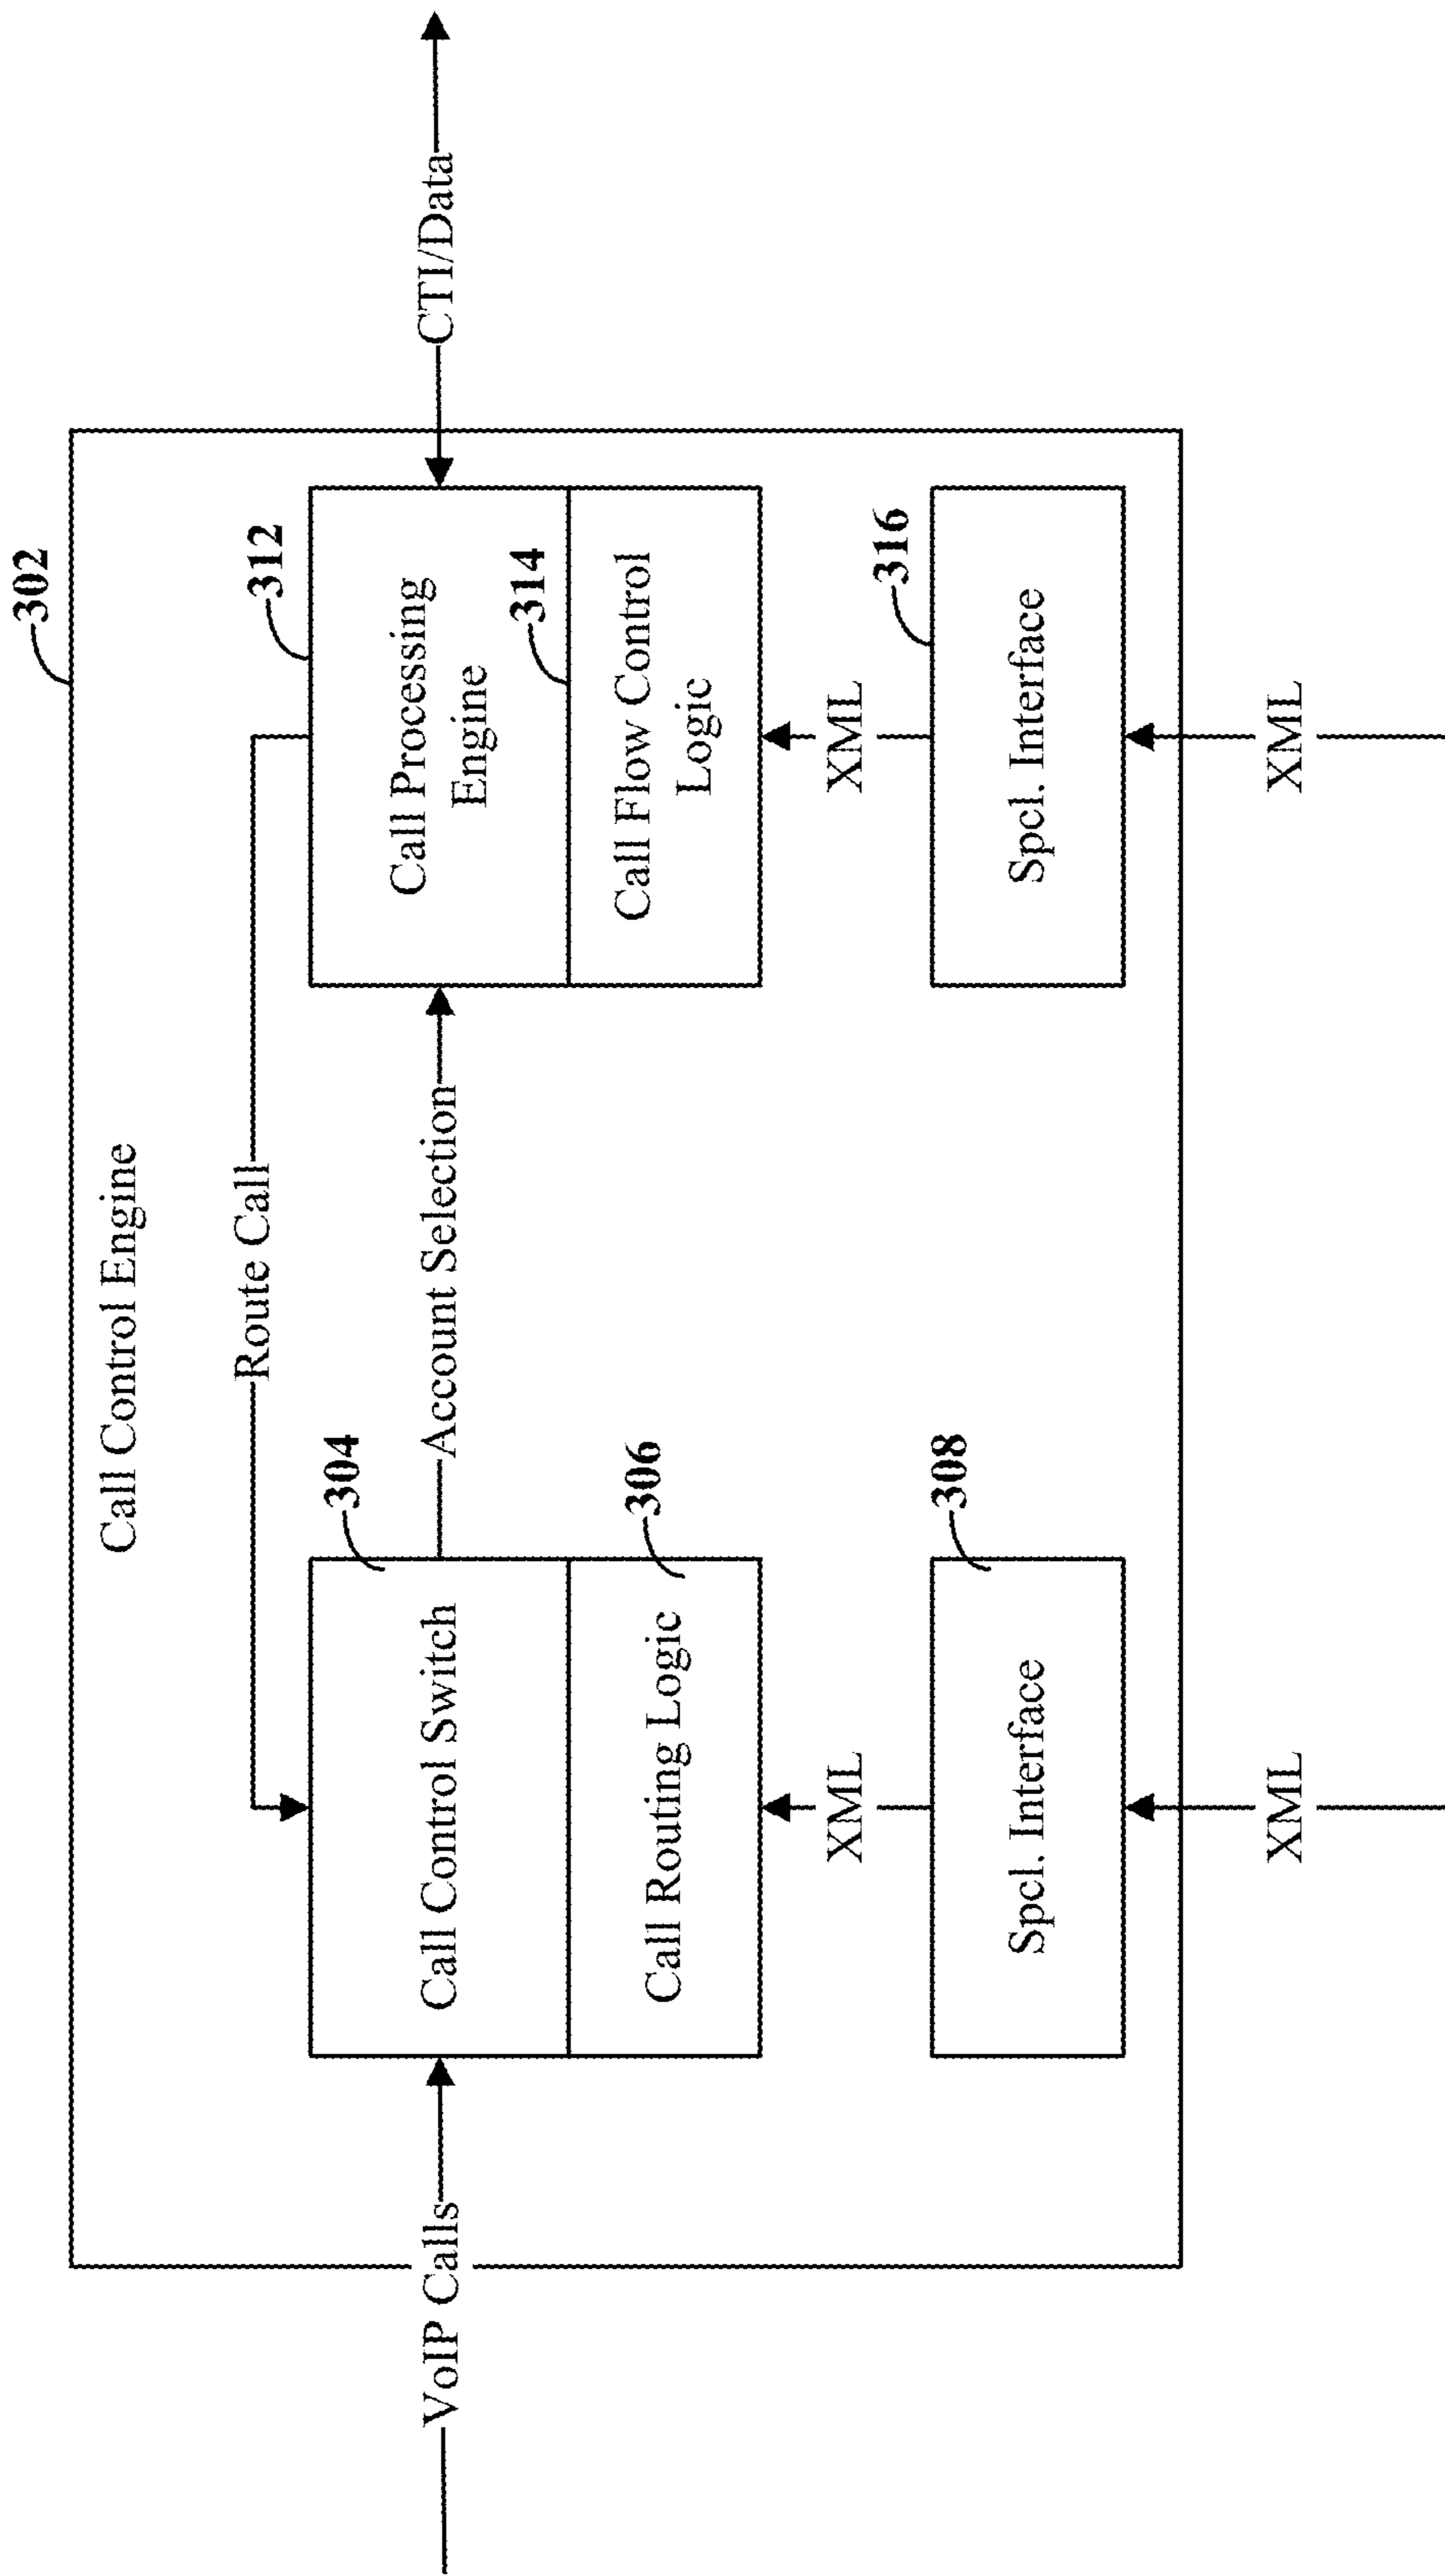 302
Call Control Engine
Route Call
304
312
VoIP Calls
Call Control Switch
Account Selection
Call Processing
Engine
CTI/Data
306
314
Call Routing Logic
Call Flow Control
Logic
XML
XML
308
316
Spcl. Interface
Spcl. Interface
XML
XML